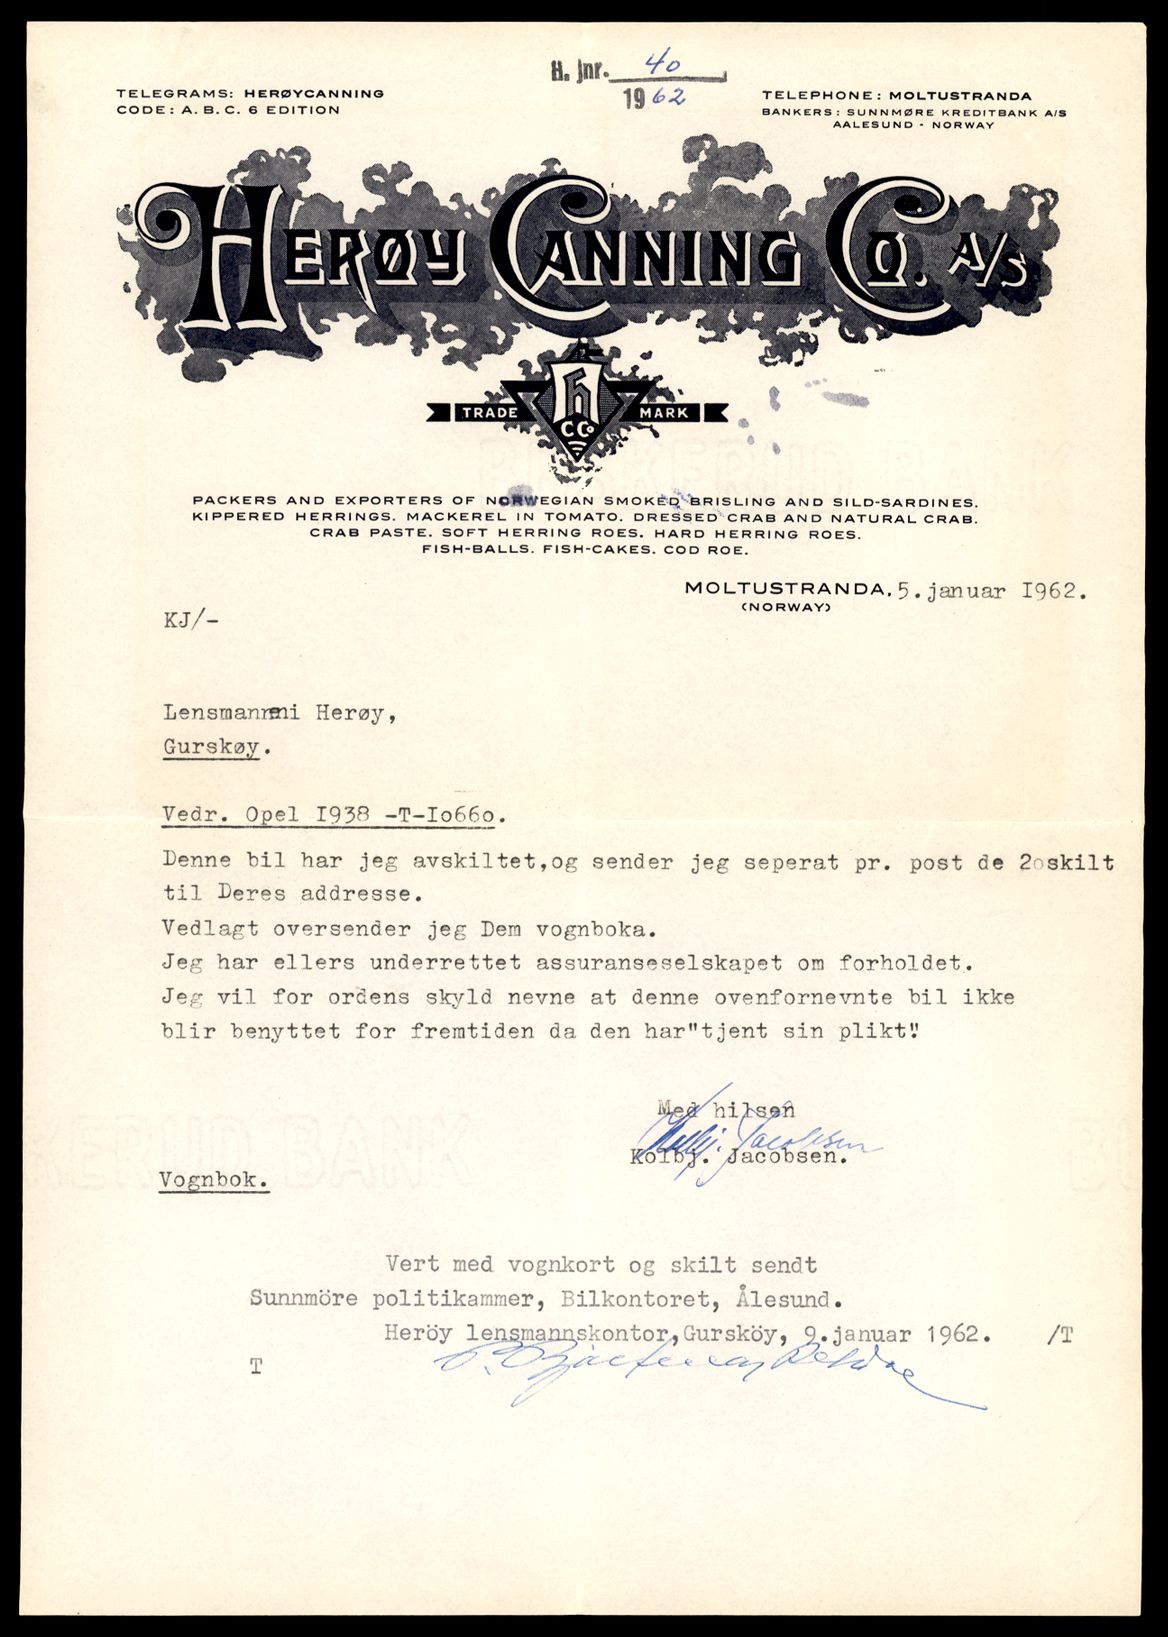 H. jnr. 40
1962
TELEGRAMS: HERØYCANNING
CODE: A. B. C. 6 EDITION
TELEPHONE: MOLTUSTRANDA
BANKERS: SUNNMØRE KREDITBANK A/S
AALESUND - NORWAY
HERØY CANNING CO. A/S
TRADE MARK
H
C Co
PACKERS AND EXPORTERS OF NORWEGIAN SMOKED BRISLING AND SILD-SARDINES.
KIPPERED HERRINGS. MACKEREL IN TOMATO. DRESSED CRAB AND NATURAL CRAB.
CRAB PASTE. SOFT HERRING ROES. HARD HERRING ROES.
FISH-BALLS. FISH-CAKES. COD ROE.
MOLTUSTRANDA, 5.januar I962.
(NORWAY)
KJ/-
Lensmannen i Herøy,
Gurskøy.
Vedr. Opel I938 -T-Io66o.
Denne bil har jeg avskiltet,og sender jeg seperat pr. post de 2 skilt
til Deres addresse.
Vedlagt oversender jeg Dem vognboka.
Jeg har ellers underrettet assuranseselskapet om forholdet.
Jeg vil for ordens skyld nevne at denne ovenfornevnte bil ikke
blir benyttet for fremtiden da den har"tjent sin plikt".
Med hilsen
Kolbj. Jacobsen
Kolbj. Jacobsen.
Vognbok.
Vert med vognkort og skilt sendt
Sunnmöre politikammer, Bilkontoret, Ålesund.
Heröy lensmannskontor,Gursköy, 9.januar 1962. /T
T